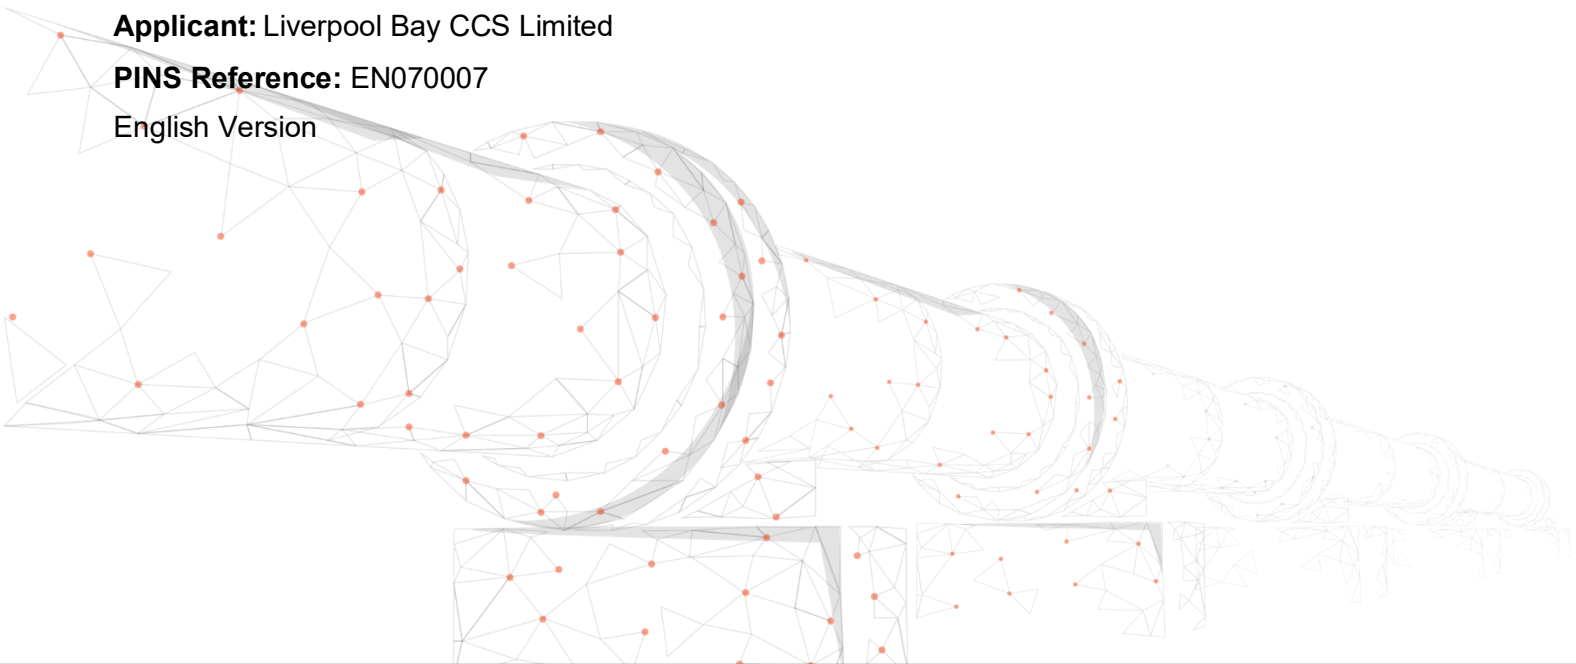 Applicant: Liverpool Bay CCS Limited
PINS Reference: EN070007
English Version